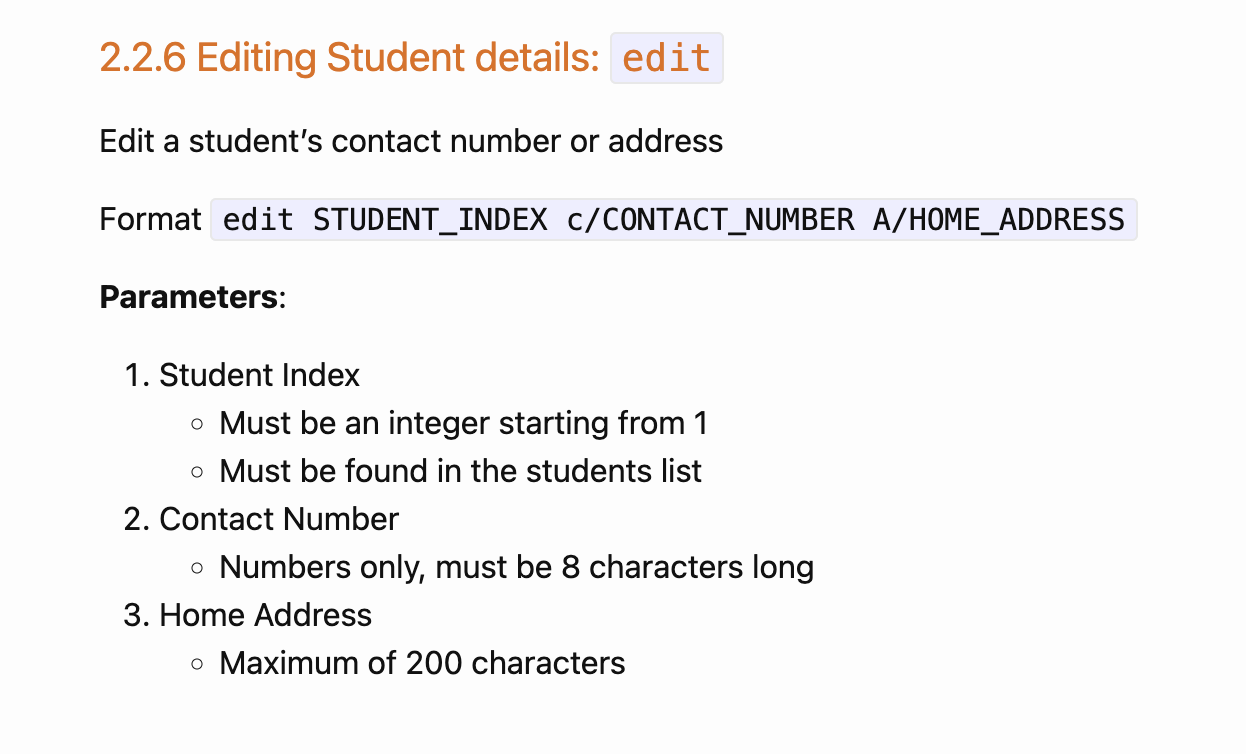 2.2.6 Editing Student details: edit
Edit a student’s contact number or address
Format edit STUDENT_INDEX c/CONTACT_NUMBER A/HOME_ADDRESS
Parameters:
1. Student Index
◦ Must be an integer starting from 1
◦ Must be found in the students list
2. Contact Number
◦ Numbers only, must be 8 characters long
3. Home Address
◦ Maximum of 200 characters